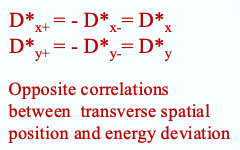 D*x+ = - D*x- = D*x
D*y+ = - D*y- = D*y
Opposite correlations
between transverse spatial
position and energy deviation